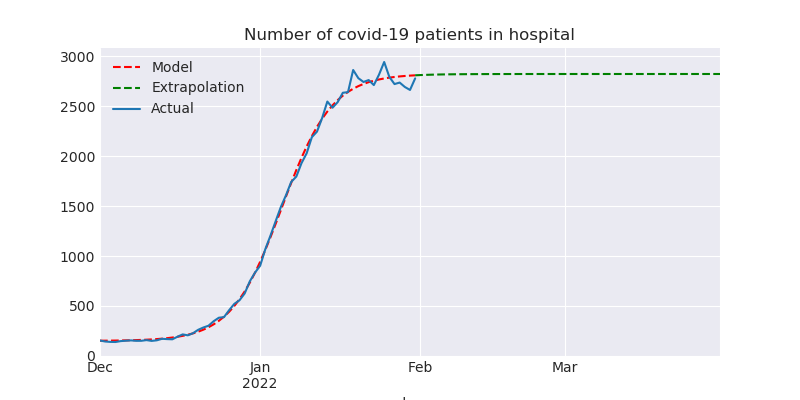 Number of covid-19 patients in hospital
3000
2500
2000
1500
1000
500
0
Model
Extrapolation
Actual
Dec
Jan
2022
Feb
Mar